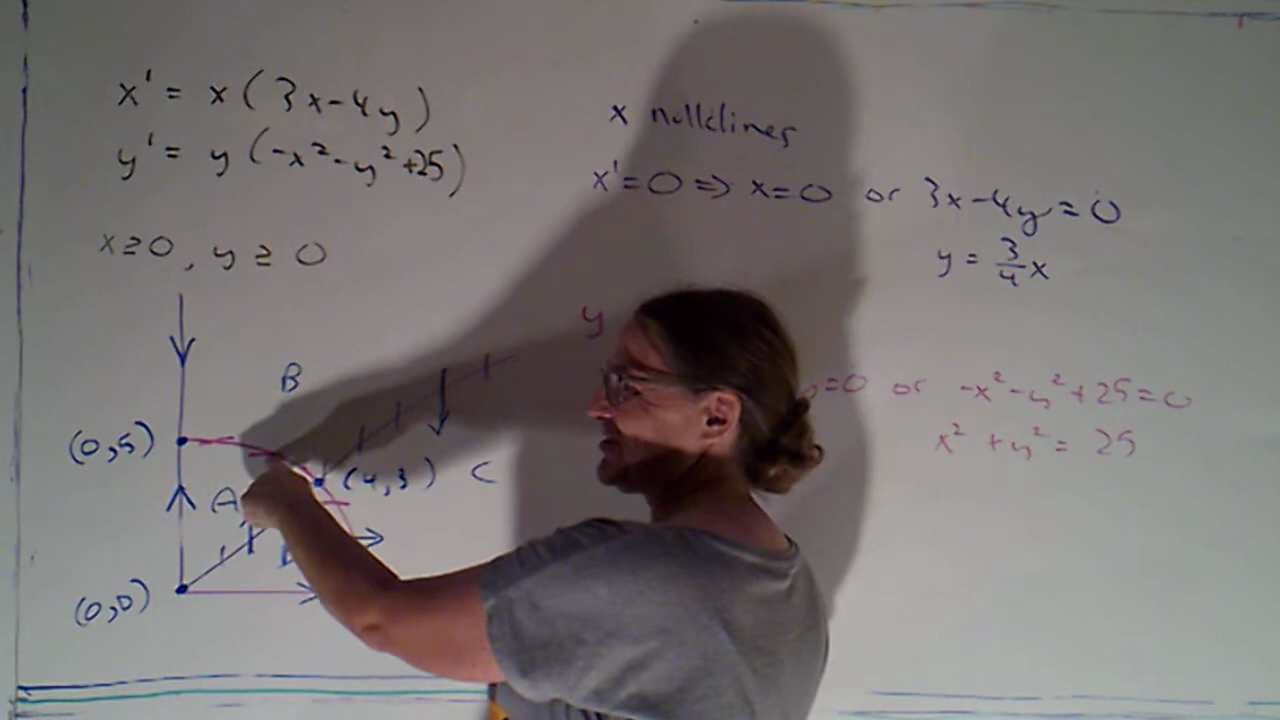 x' = x (3x-4y)
y' = y (-x²-y²+25)
x≥0, y ≥ 0
x nullclines
x'=0 ⇒ x=0 or 3x-4y=0
y = 3/4 x
y
=0 or -x²-y²+25=0
x² + y² = 25
B
(0,5)
(4,3) C
A
(0,0)